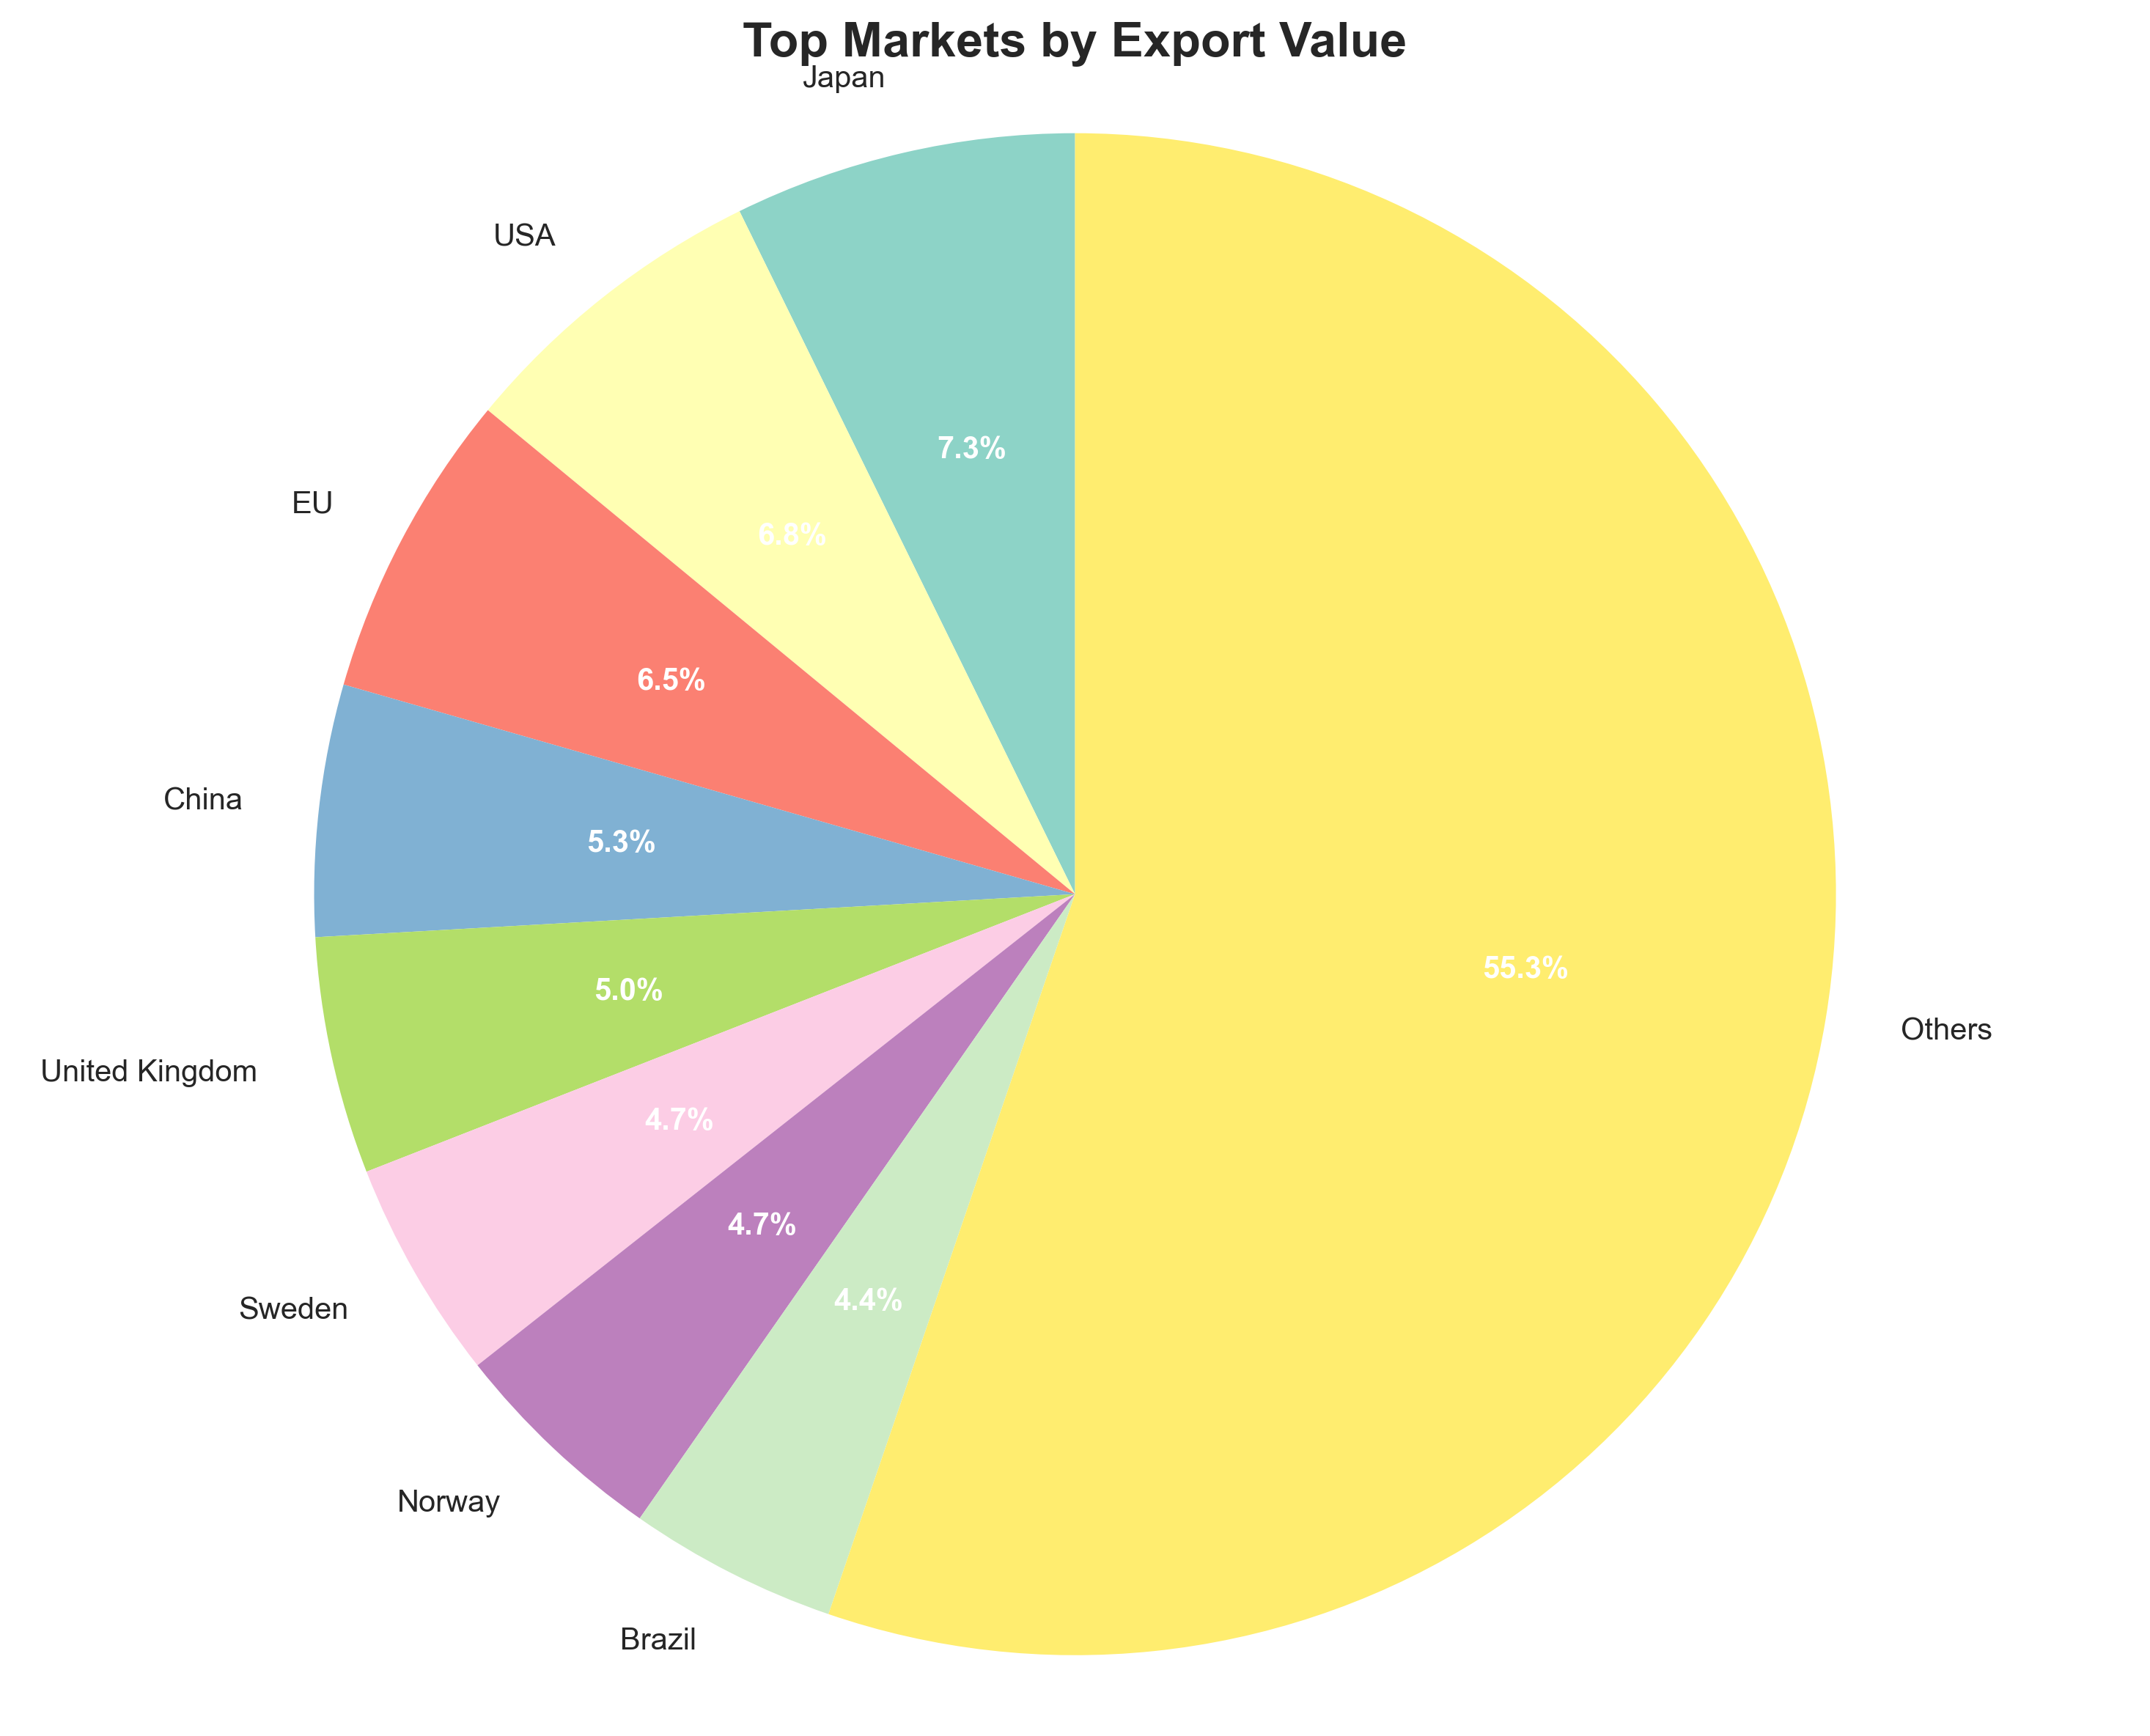 Top Markets by Export Value
Japan
USA
EU
China
United Kingdom
Sweden
Norway
Brazil
Others
7.3%
6.8%
6.5%
5.3%
5.0%
4.7%
4.7%
4.4%
55.3%